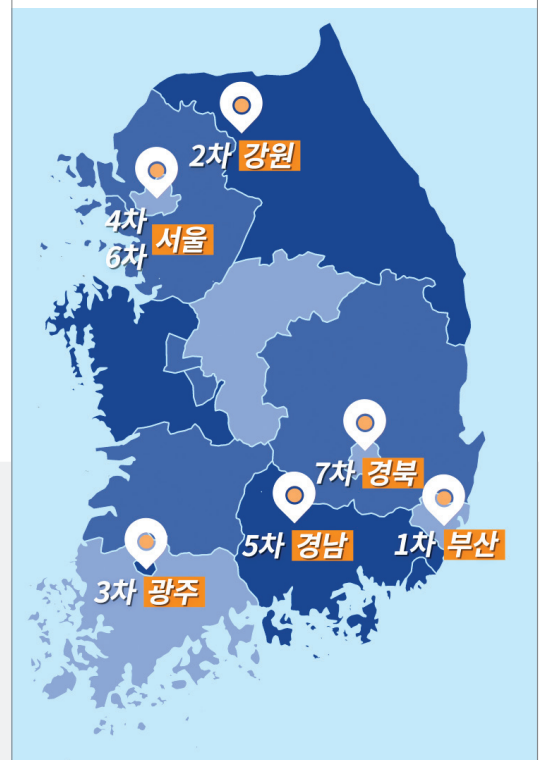 2차 강원
4차 서울
6차
7차 경북
5차 경남
1차 부산
3차 광주